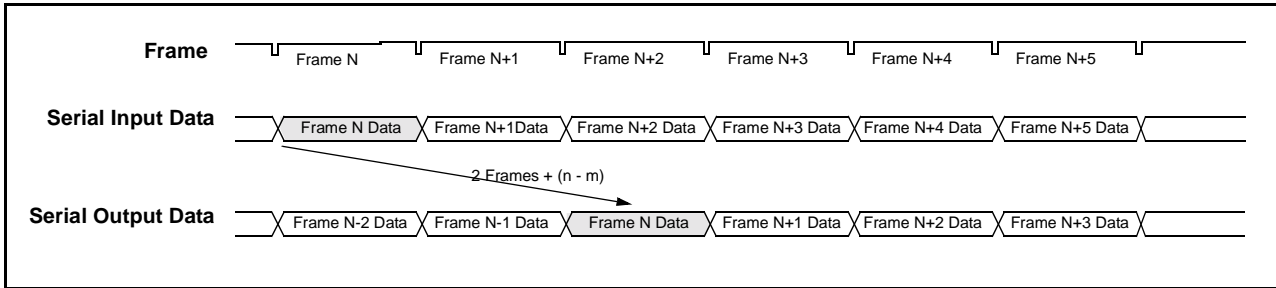 Frame
Frame N Frame N+1 Frame N+2 Frame N+3 Frame N+4 Frame N+5
Serial Input Data
Frame N Data Frame N+1Data Frame N+2 Data Frame N+3 Data Frame N+4 Data Frame N+5 Data
2 Frames + (n - m)
Serial Output Data
Frame N-2 Data Frame N-1 Data Frame N Data Frame N+1 Data Frame N+2 Data Frame N+3 Data